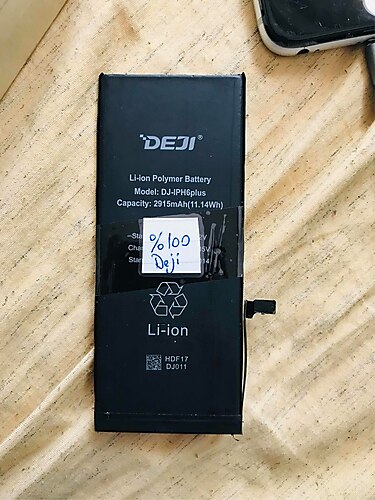 DEJI®
Li-ion Polymer Battery
Model: DJ-IPH6plus
Capacity: 2915mAh(11.14Wh)
%100
Deji
Li-ion
HDF17
DJ011